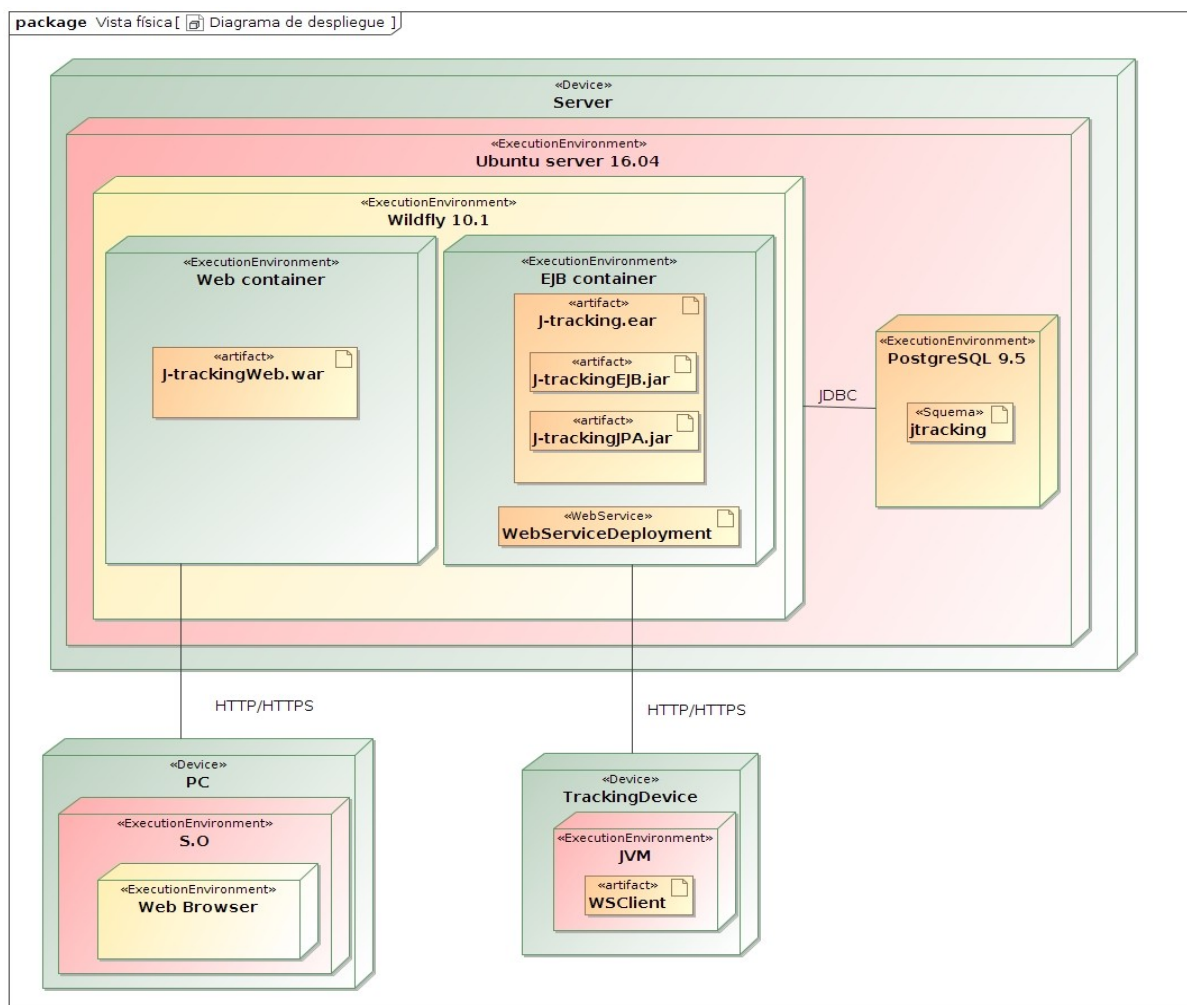 package Vista física[ Diagrama de despliegue ]
«Device»
Server
«ExecutionEnvironment»
Ubuntu server 16.04
«ExecutionEnvironment»
Wildfly 10.1
«ExecutionEnvironment»
Web container
«artifact»
J-trackingWeb.war
«ExecutionEnvironment»
EJB container
«artifact»
J-tracking.ear
«artifact»
J-trackingEJB.jar
«artifact»
J-trackingJPA.jar
«WebService»
WebServiceDeployment
JDBC
«ExecutionEnvironment»
PostgreSQL 9.5
«Squema»
jtracking
HTTP/HTTPS
HTTP/HTTPS
«Device»
PC
«ExecutionEnvironment»
S.O
«ExecutionEnvironment»
Web Browser
«Device»
TrackingDevice
«ExecutionEnvironment»
JVM
«artifact»
WSClient